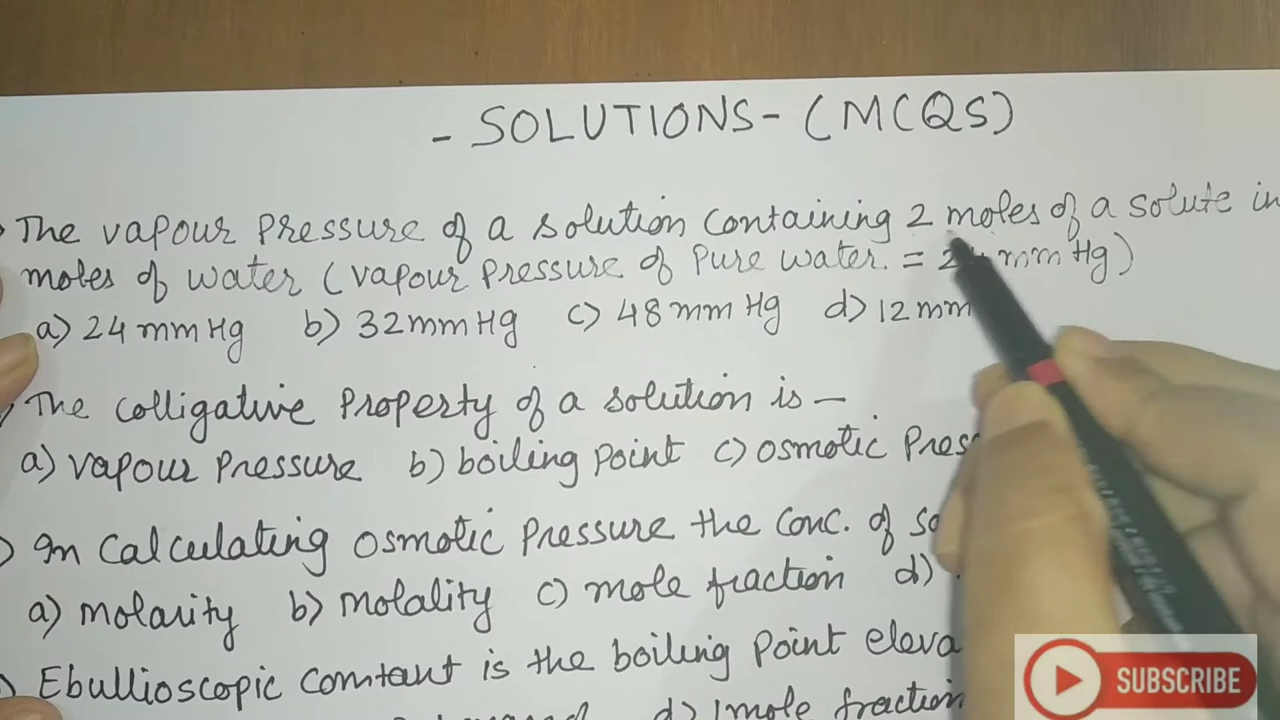 - SOLUTIONS - (MCQS)
The vapour pressure of a solution containing 2 moles of a solute in
moles of water (vapour pressure of pure water = mm Hg)
a) 24 mm Hg b) 32 mm Hg c) 48 mm Hg d) 12 mm
The colligative property of a solution is —
a) vapour pressure b) boiling point c) osmotic
In calculating osmotic pressure the conc. of
a) molarity b) molality c) mole fraction d)
Ebullioscopic constant is the boiling point
d) 1 mole fraction
SUBSCRIBE